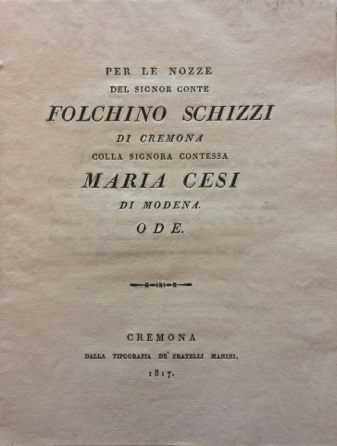 PER LE NOZZE
DEL SIGNOR CONTE
FOLCHINO SCHIZZI
DI CREMONA
COLLA SIGNORA CONTESSA
MARIA CESI
DI MODENA.
ODE.
CREMONA
DALLA TIPOGRAFIA DE' FRATELLI MANINI,
1817.